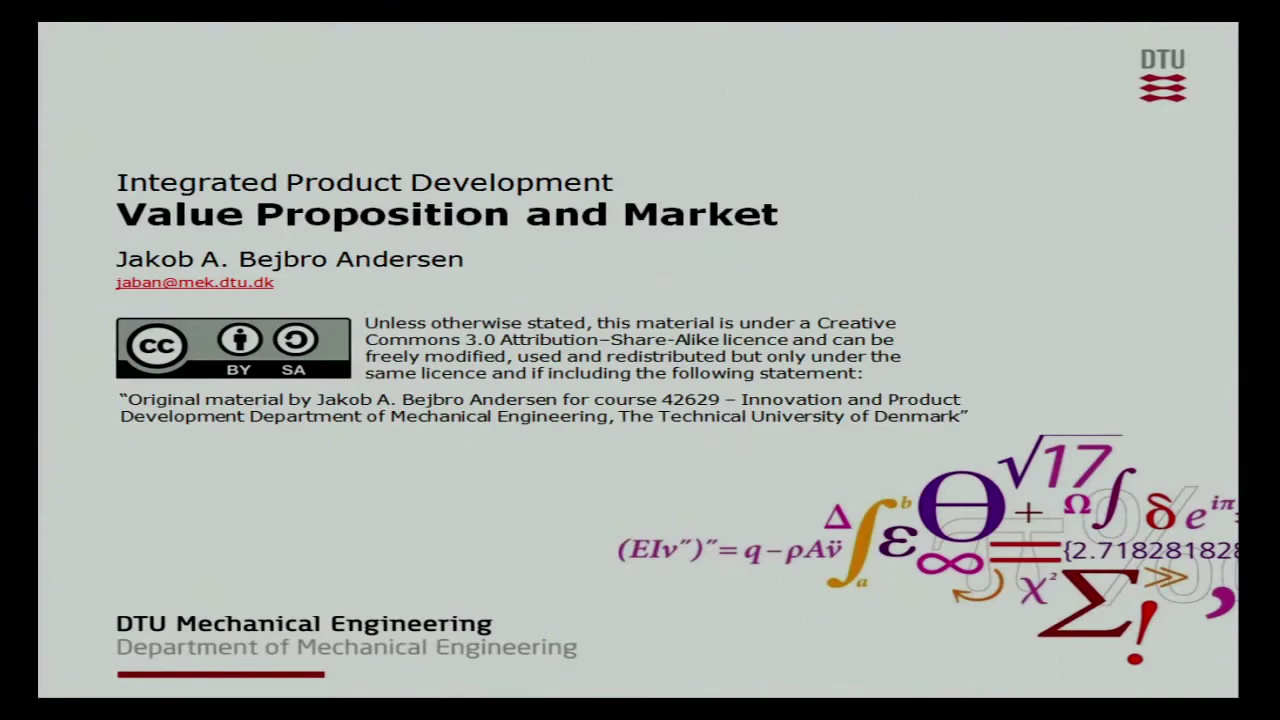 DTU
Integrated Product Development
Value Proposition and Market
Jakob A. Bejbro Andersen
jaban@mek.dtu.dk
cc
BY SA
Unless otherwise stated, this material is under a Creative
Commons 3.0 Attribution–Share-Alike licence and can be
freely modified, used and redistributed but only under the
same licence and if including the following statement:
“Original material by Jakob A. Bejbro Andersen for course 42629 – Innovation and Product
Development Department of Mechanical Engineering, The Technical University of Denmark”
√17
Δ ∫ a b ε Θ + Ω ∫ δ e^iπ
(EIv″)″= q−ρAv̈
∞ = {2.718281828
χ² Σ ≫ , !
DTU Mechanical Engineering
Department of Mechanical Engineering